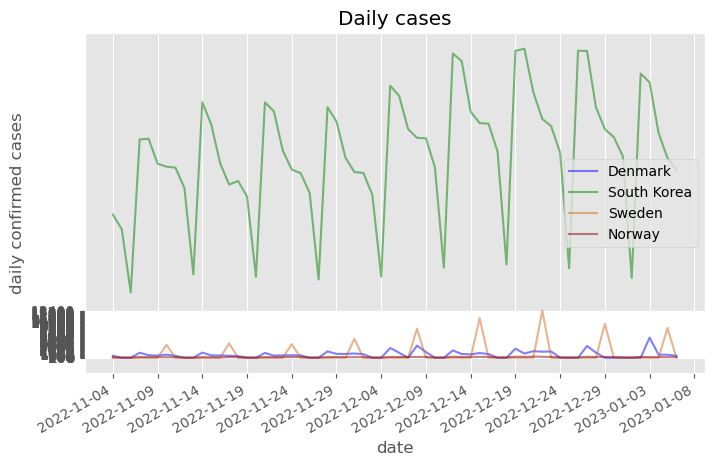 Daily cases
daily confirmed cases
Denmark
South Korea
Sweden
Norway
2022-11-04
2022-11-09
2022-11-14
2022-11-19
2022-11-24
2022-11-29
2022-12-04
2022-12-09
2022-12-14
2022-12-19
2022-12-24
2022-12-29
2023-01-03
2023-01-08
date